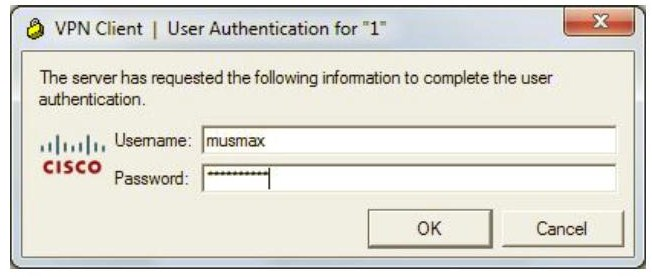 VPN Client | User Authentication for "1"
The server has requested the following information to complete the user
authentication.
Username: musmax
CISCO
Password: **********
OK Cancel